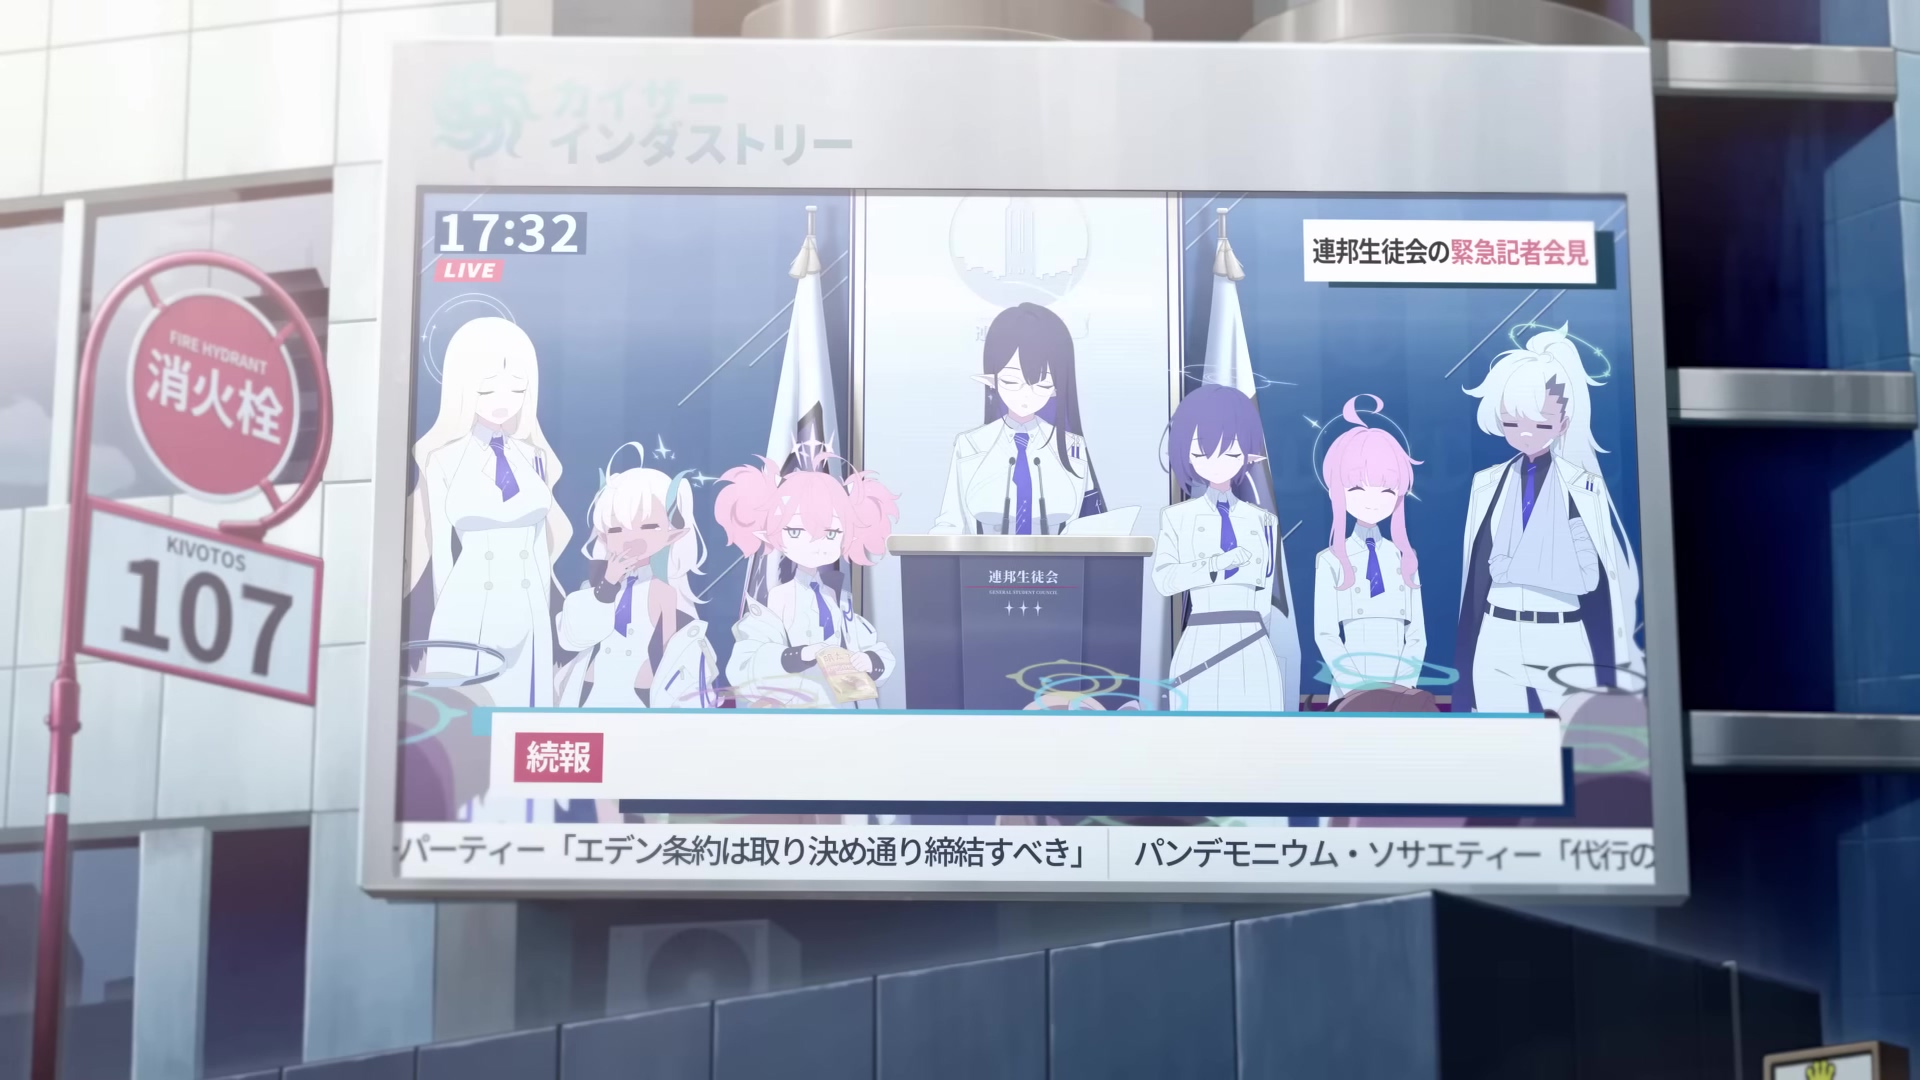 カイザー
インダストリー
17:32
LIVE
連邦生徒会の緊急記者会見
FIRE HYDRANT
消火栓
KIVOTOS
107
連邦生徒会
GENERAL STUDENT COUNCIL
続報
パーティー「エデン条約は取り決め通り締結すべき」
パンデモニウム・ソサエティー「代行の